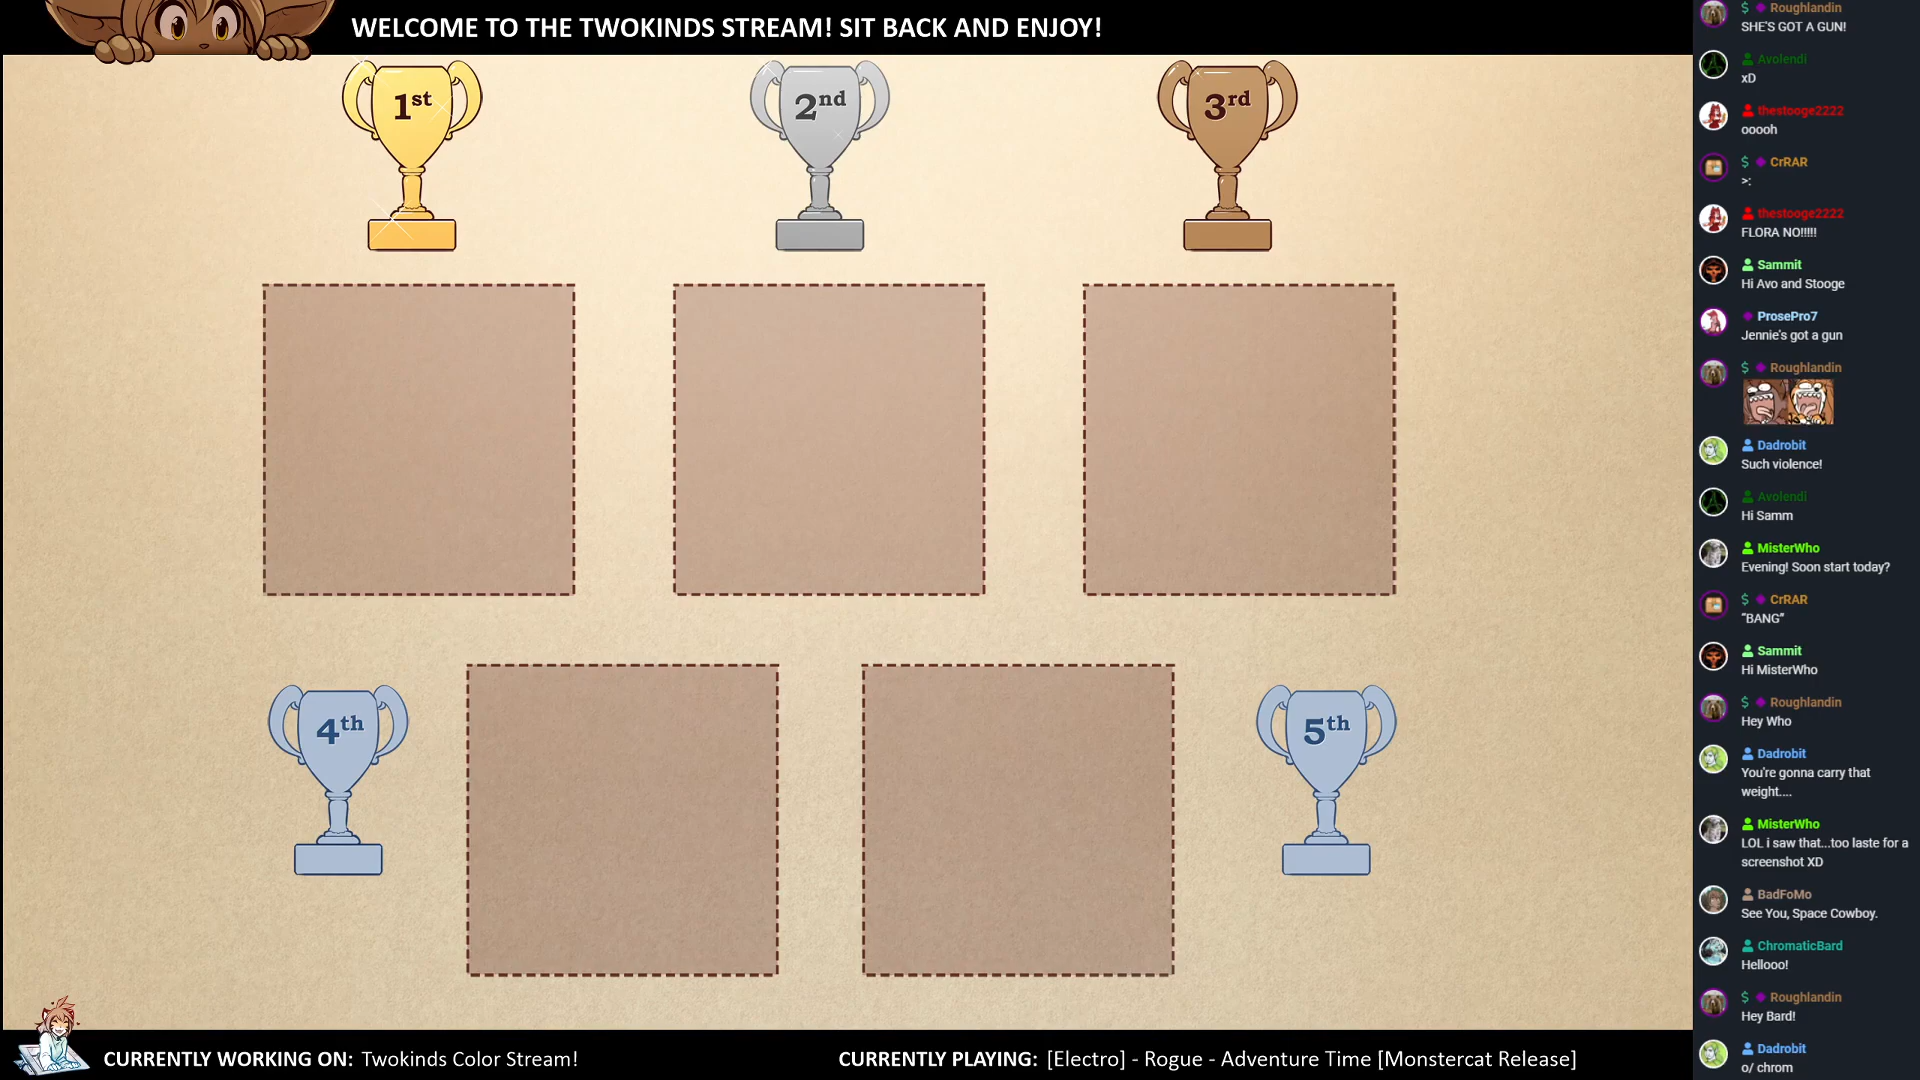 WELCOME TO THE TWOKINDS STREAM! SIT BACK AND ENJOY!
1st
2nd
3rd
4th
5th
CURRENTLY WORKING ON: Twokinds Color Stream!
CURRENTLY PLAYING: [Electro] - Rogue - Adventure Time [Monstercat Release]
$ Roughlandin
SHE'S GOT A GUN!
Avolendi
xD
thestooge2222
ooooh
$ CrRAR
>:
thestooge2222
FLORA NO!!!!!
Sammit
Hi Avo and Stooge
ProsePro7
Jennie's got a gun
$ Roughlandin
Dadrobit
Such violence!
Avolendi
Hi Samm
MisterWho
Evening! Soon start today?
$ CrRAR
"BANG"
Sammit
Hi MisterWho
$ Roughlandin
Hey Who
Dadrobit
You're gonna carry that
weight....
MisterWho
LOL i saw that...too laste for a
screenshot XD
BadFoMo
See You, Space Cowboy.
ChromaticBard
Hellooo!
$ Roughlandin
Hey Bard!
Dadrobit
o/ chrom